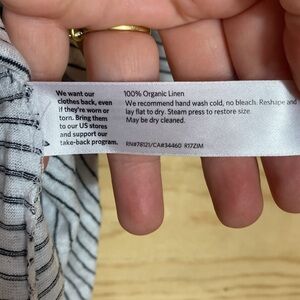 We want our
clothes back, even
if they're worn or
torn. Bring them
to our US stores
and support our
take-back program.
100% Organic Linen
We recommend hand wash cold, no bleach. Reshape and
lay flat to dry. Steam press to restore size.
May be dry cleaned.
RN#78121/CA#34460 R17ZIM